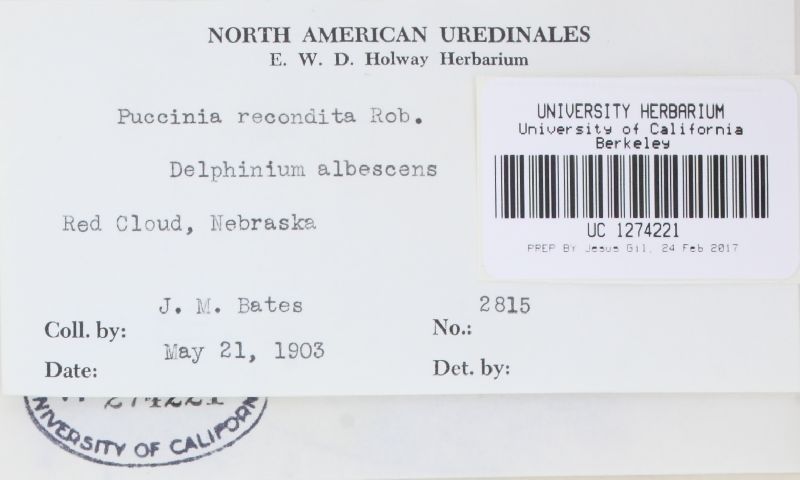 NORTH AMERICAN UREDINALES
E. W. D. Holway Herbarium
Puccinia recondita Rob.
Delphinium albescens
Red Cloud, Nebraska
UNIVERSITY HERBARIUM
University of California
Berkeley
UC 1274221
PREP BY Jesus Gil, 24 Feb 2017
Coll. by: J. M. Bates
No.: 2815
Date: May 21, 1903
Det. by:
274221
UNIVERSITY OF CALIFORN